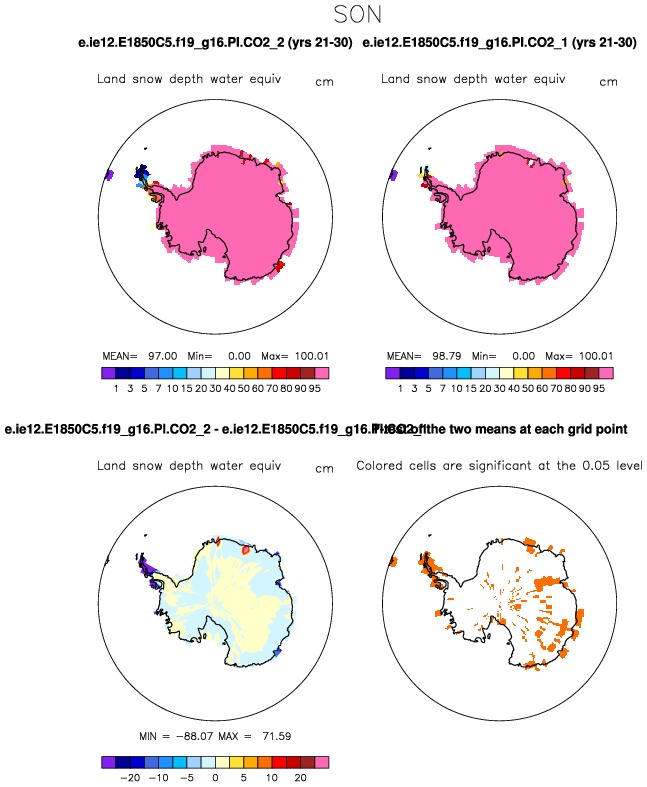 SON
e.ie12.E1850C5.f19_g16.PI.CO2_2 (yrs 21-30)
e.ie12.E1850C5.f19_g16.PI.CO2_1 (yrs 21-30)
Land snow depth water equiv cm
Land snow depth water equiv cm
MEAN= 97.00 Min= 0.00 Max= 100.01
MEAN= 98.79 Min= 0.00 Max= 100.01
1 3 5 7 10 15 20 30 40 50 60 70 80 90 95
1 3 5 7 10 15 20 30 40 50 60 70 80 90 95
e.ie12.E1850C5.f19_g16.PI.CO2_2 - e.ie12.E1850C5.f19_g16.PI.CO2_1
of the two means at each grid point
Land snow depth water equiv cm
Colored cells are significant at the 0.05 level
MIN = -88.07 MAX = 71.59
-20 -10 -5 0 5 10 20